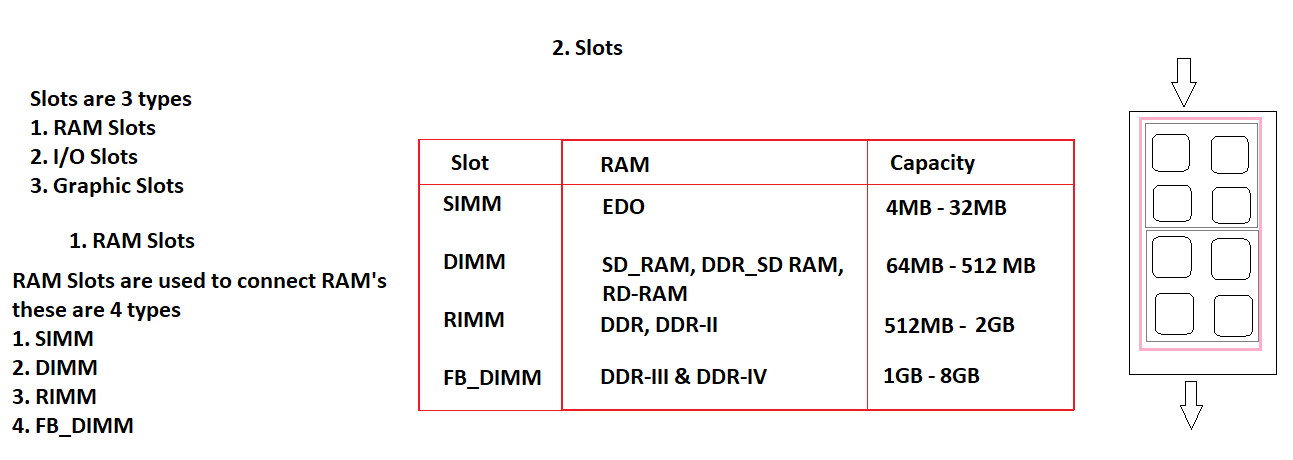 2. Slots
Slots are 3 types
1. RAM Slots
2. I/O Slots
3. Graphic Slots
1. RAM Slots
RAM Slots are used to connect RAM's
these are 4 types
1. SIMM
2. DIMM
3. RIMM
4. FB_DIMM
Slot RAM Capacity
SIMM EDO 4MB - 32MB
DIMM SD_RAM, DDR_SD RAM, 64MB - 512 MB
RD-RAM
RIMM DDR, DDR-II 512MB - 2GB
FB_DIMM DDR-III & DDR-IV 1GB - 8GB